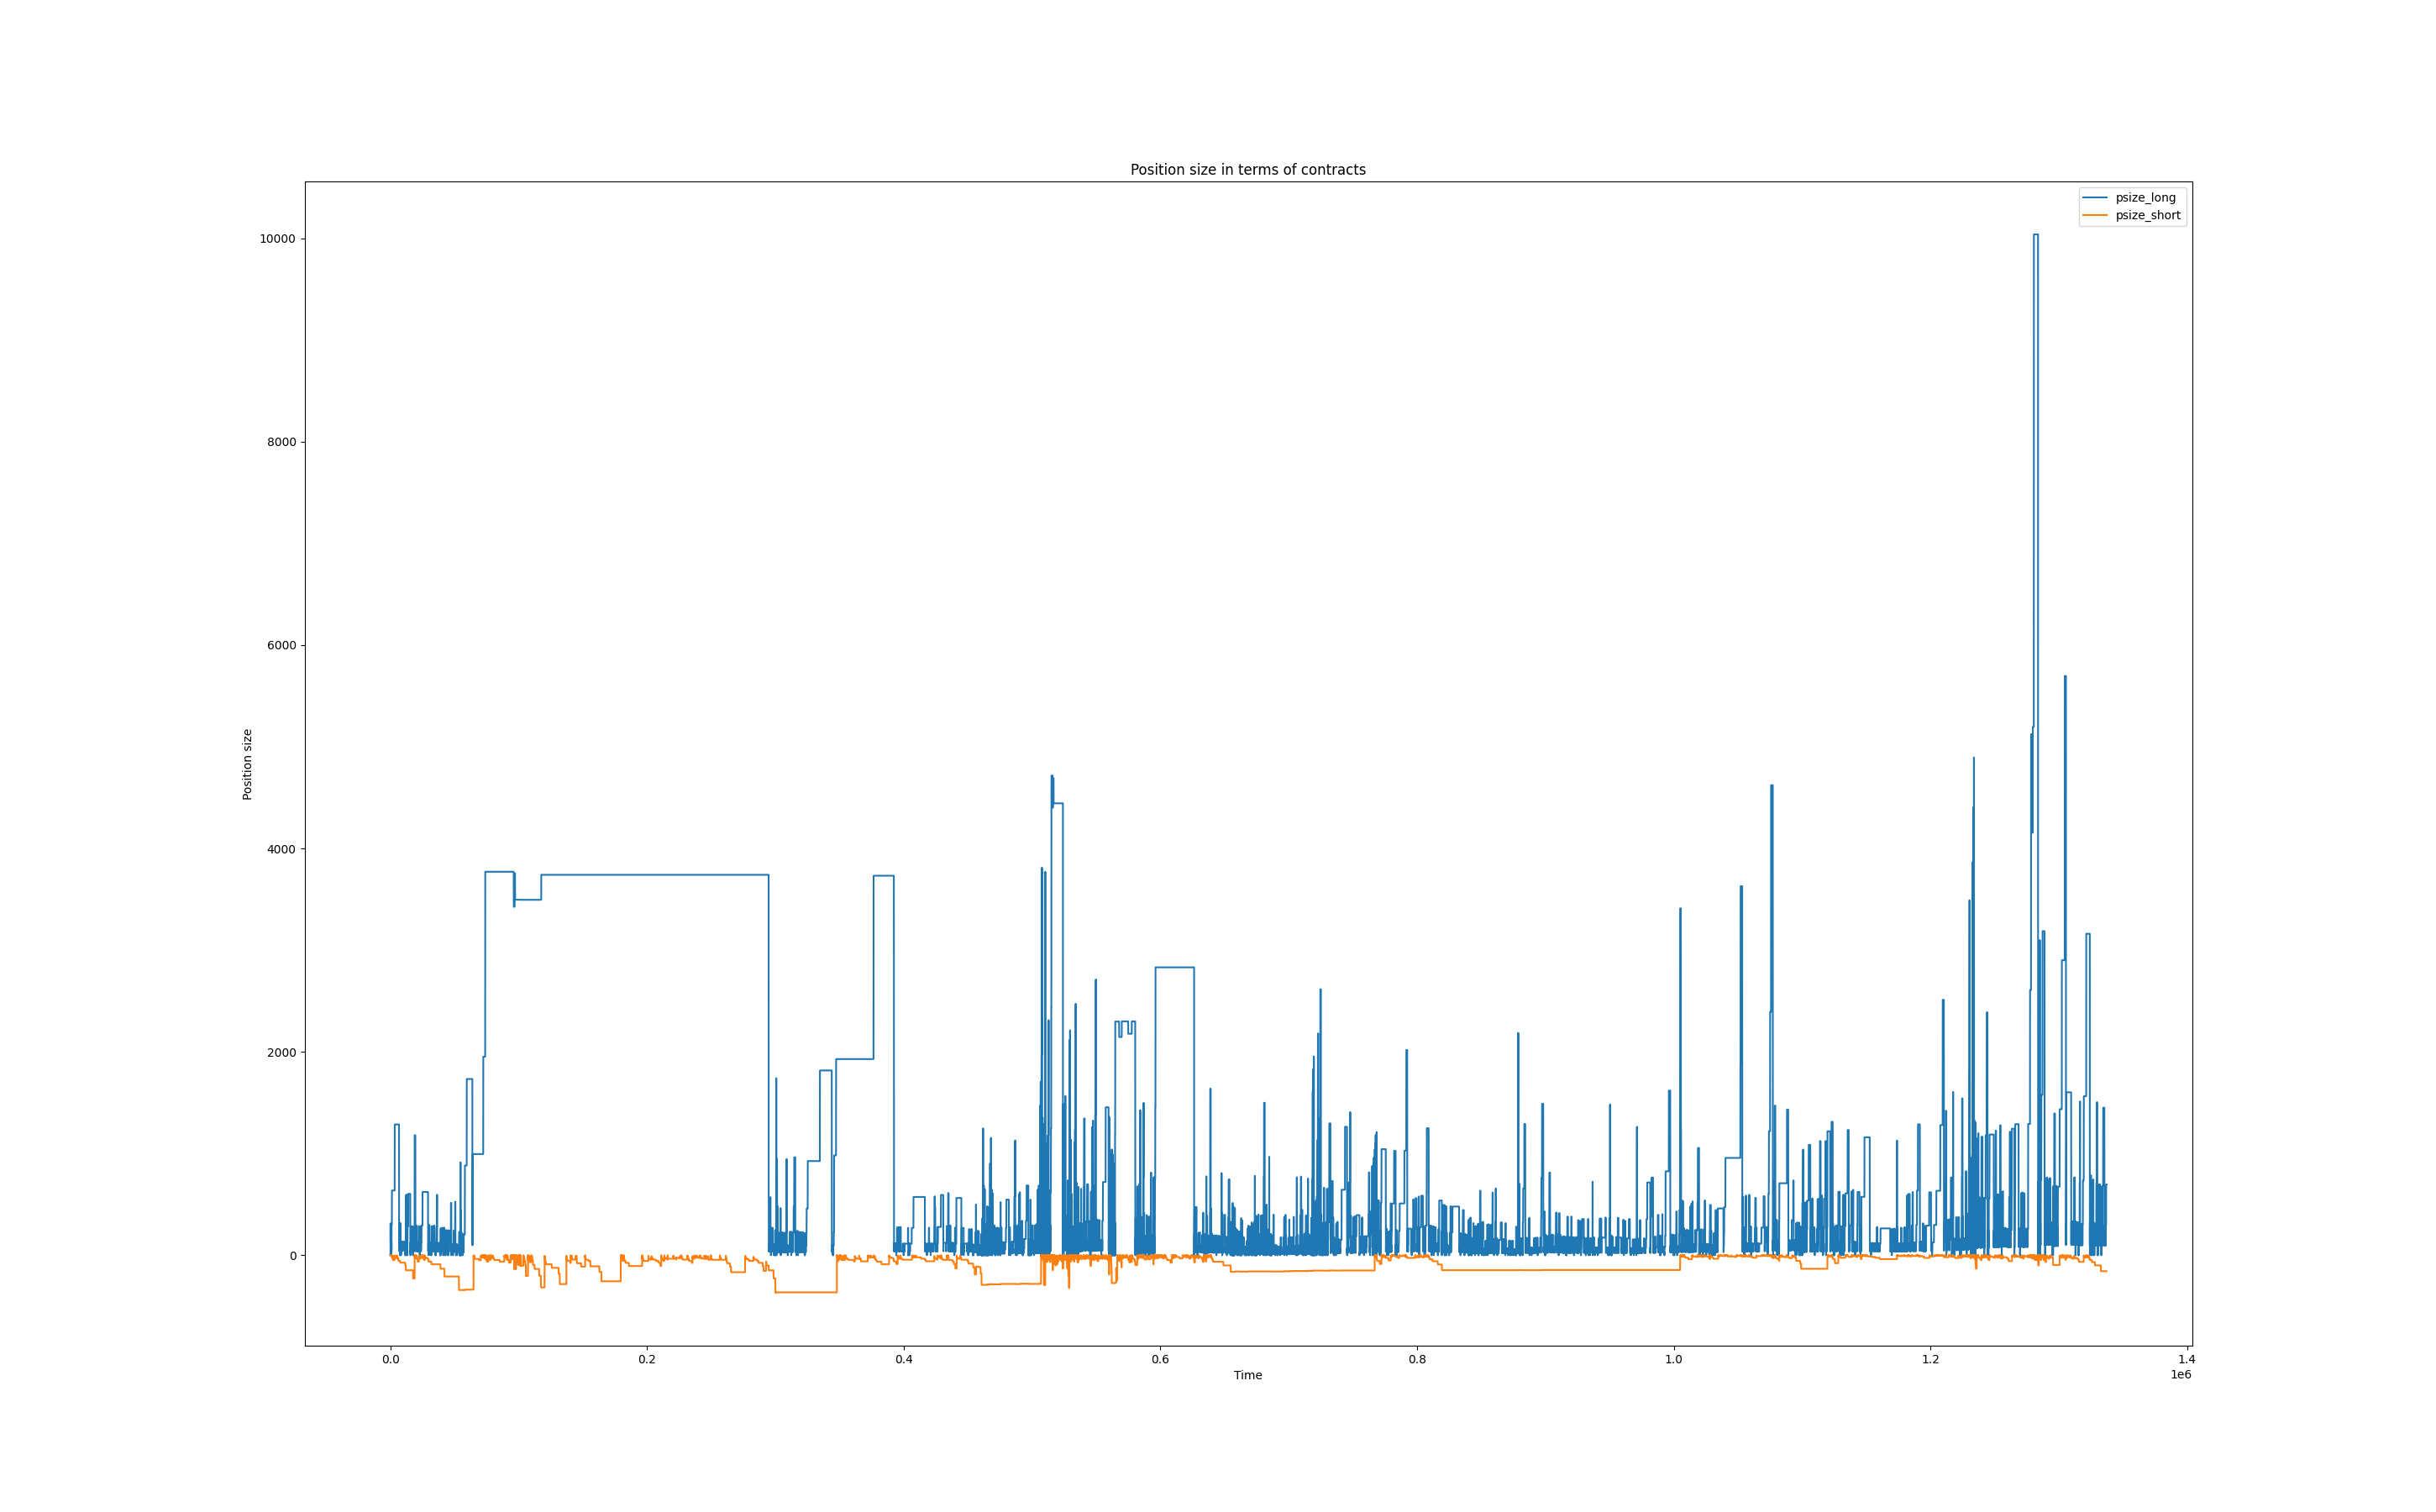 Position size in terms of contracts
psize_long
psize_short
10000
8000
6000
4000
2000
0
Position size
0.0 0.2 0.4 0.6 0.8 1.0 1.2 1.4
Time
1e6